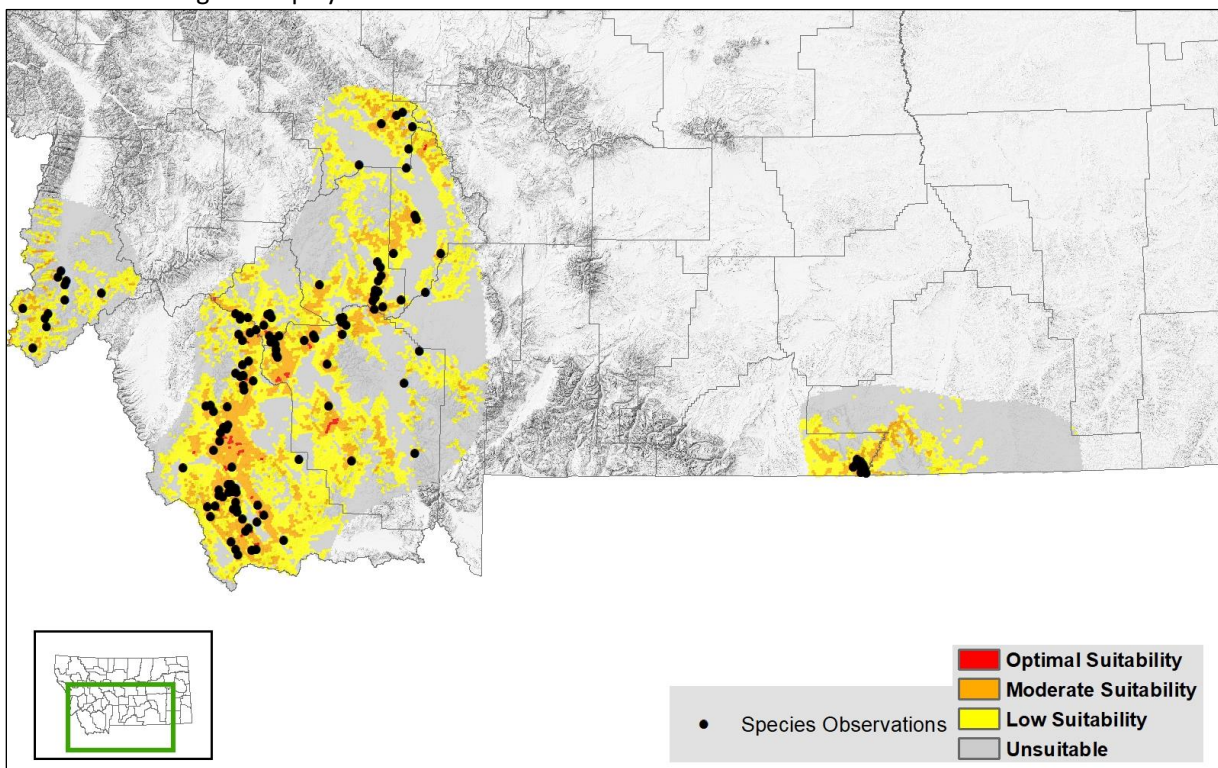 Optimal Suitability
Moderate Suitability
Species Observations
Low Suitability
Unsuitable